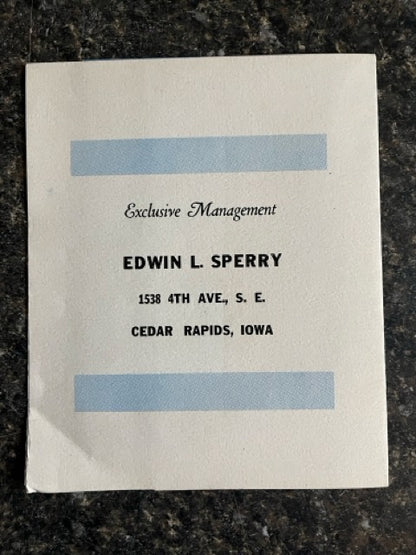 Exclusive Management
EDWIN L. SPERRY
1538 4TH AVE., S. E.
CEDAR RAPIDS, IOWA